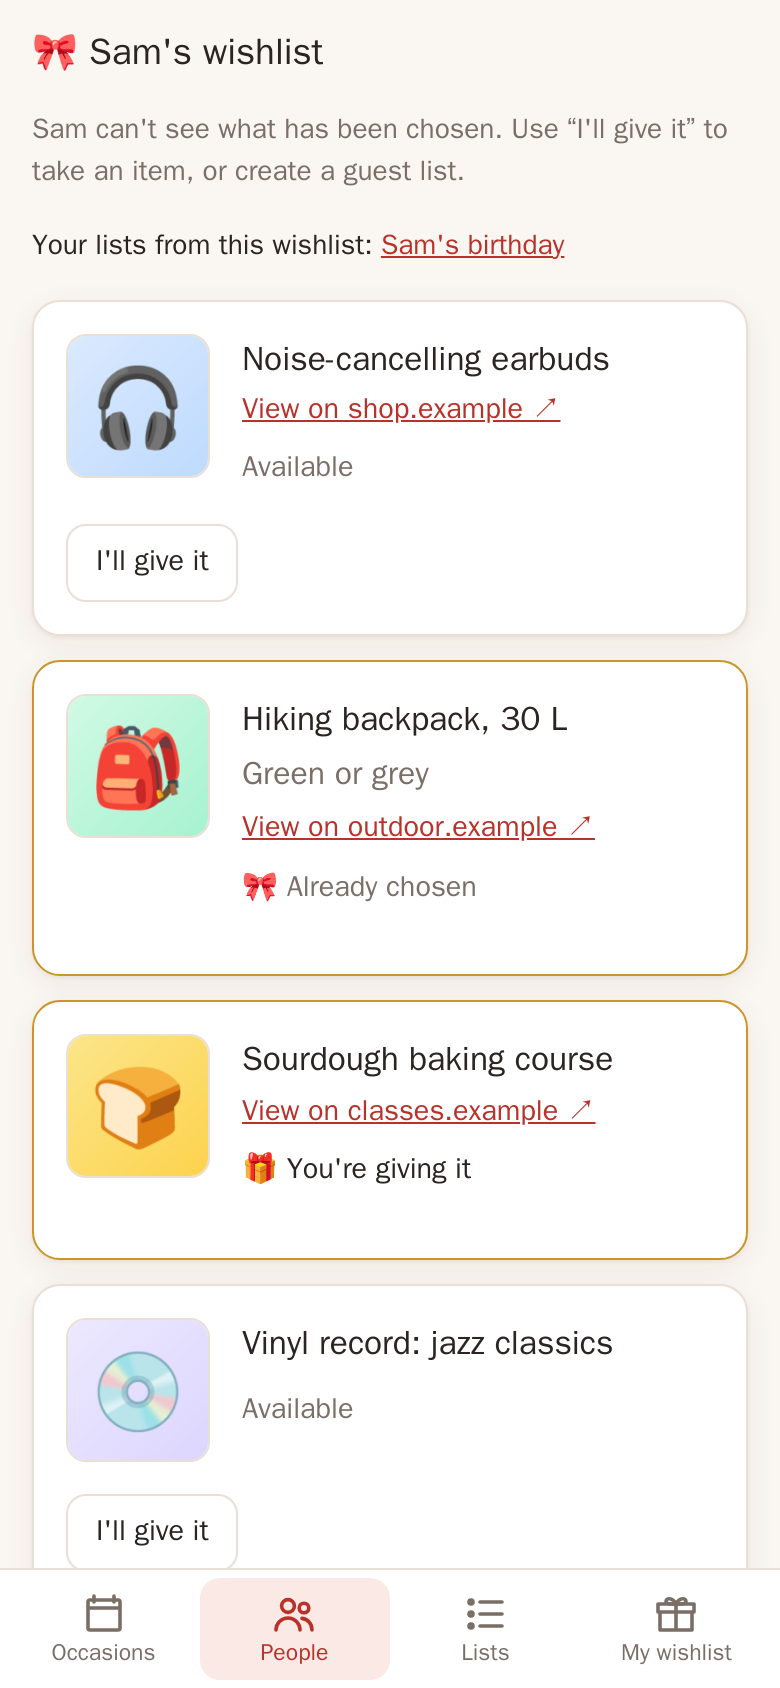 Sam's wishlist
Sam can't see what has been chosen. Use “I'll give it” to
take an item, or create a guest list.
Your lists from this wishlist: Sam's birthday
Noise-cancelling earbuds
View on shop.example ↗
Available
I'll give it
Hiking backpack, 30 L
Green or grey
View on outdoor.example ↗
Already chosen
Sourdough baking course
View on classes.example ↗
You're giving it
Vinyl record: jazz classics
Available
I'll give it
Occasions
People
Lists
My wishlist